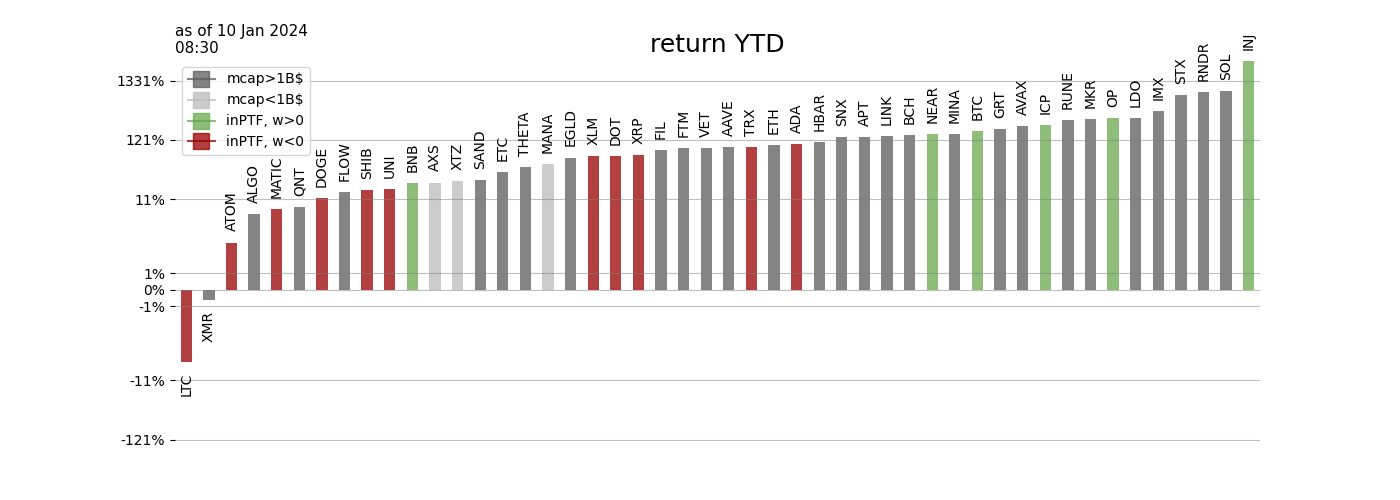 as of 10 Jan 2024
08:30
return YTD
mcap>1B$
mcap<1B$
inPTF, w>0
inPTF, w<0
1331%
121%
11%
1%
0%
-1%
-11%
-121%
LTC
XMR
ATOM
ALGO
MATIC
QNT
DOGE
FLOW
SHIB
UNI
BNB
AXS
XTZ
SAND
ETC
THETA
MANA
EGLD
XLM
DOT
XRP
FIL
FTM
VET
AAVE
TRX
ETH
ADA
HBAR
SNX
APT
LINK
BCH
NEAR
MINA
BTC
GRT
AVAX
ICP
RUNE
MKR
OP
LDO
IMX
STX
RNDR
SOL
INJ